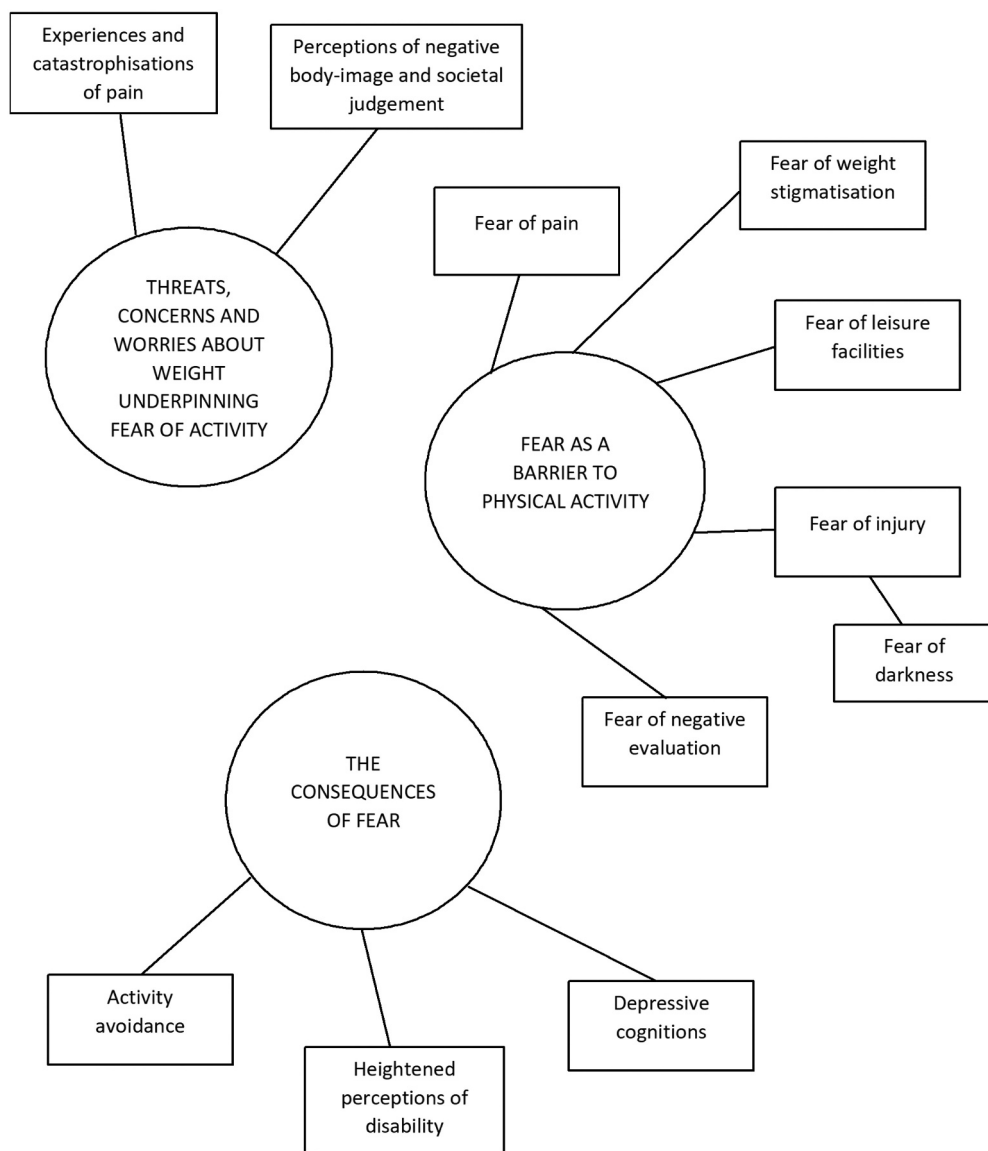 Experiences and
catastrophisations
of pain
Perceptions of negative
body-image and societal
judgement
THREATS,
CONCERNS AND
WORRIES ABOUT
WEIGHT
UNDERPINNING
FEAR OF ACTIVITY
Fear of pain
Fear of weight
stigmatisation
Fear of leisure
facilities
FEAR AS A
BARRIER TO
PHYSICAL ACTIVITY
Fear of injury
Fear of
darkness
Fear of negative
evaluation
THE
CONSEQUENCES
OF FEAR
Activity
avoidance
Heightened
perceptions of
disability
Depressive
cognitions